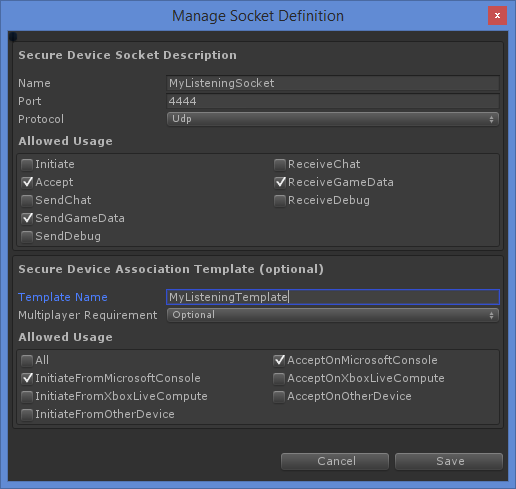 Manage Socket Definition
x
Secure Device Socket Description
Name MyListeningSocket
Port 4444
Protocol Udp
Allowed Usage
Initiate ReceiveChat
Accept ReceiveGameData
SendChat ReceiveDebug
SendGameData
SendDebug
Secure Device Association Template (optional)
Template Name MyListeningTemplate
Multiplayer Requirement Optional
Allowed Usage
All AcceptOnMicrosoftConsole
InitiateFromMicrosoftConsole AcceptOnXboxLiveCompute
InitiateFromXboxLiveCompute AcceptOnOtherDevice
InitiateFromOtherDevice
Cancel Save